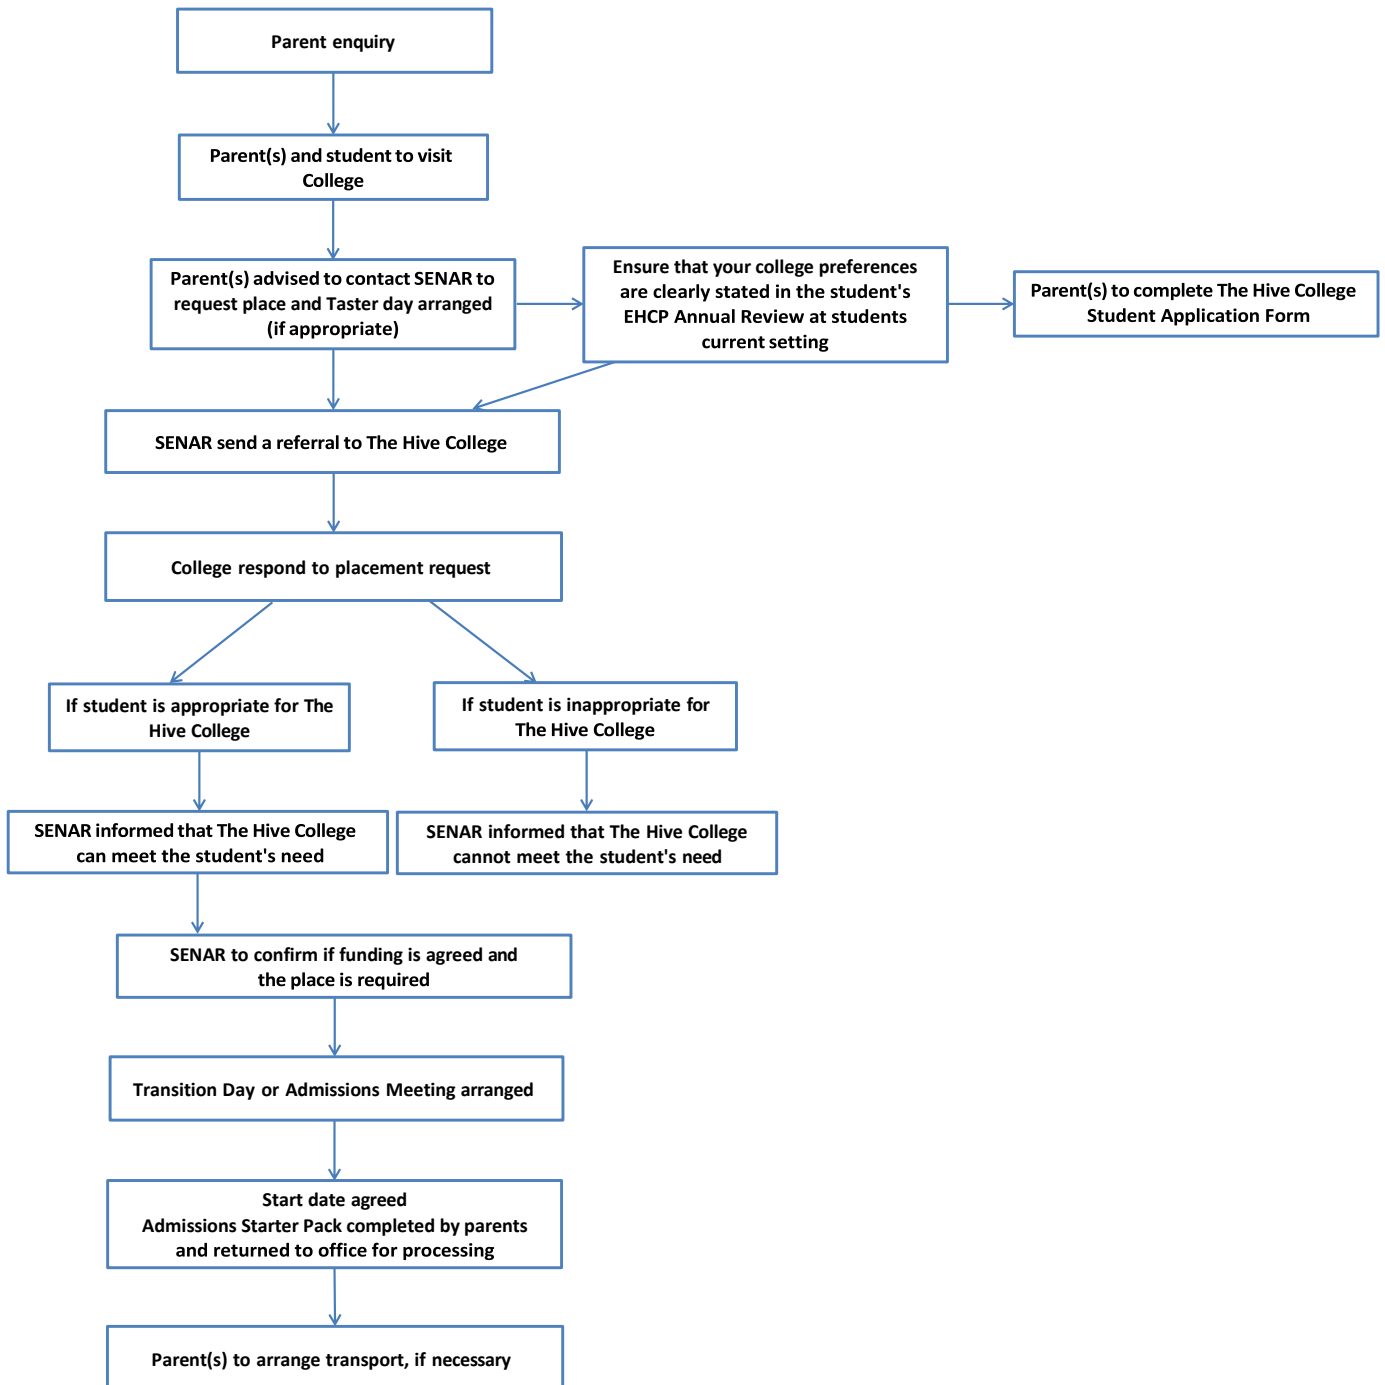 Parent enquiry
Parent(s) and student to visit
College
Parent(s) advised to contact SENAR to
request place and Taster day arranged
(if appropriate)
Ensure that your college preferences
are clearly stated in the student's
EHCP Annual Review at students
current setting
Parent(s) to complete The Hive College
Student Application Form
SENAR send a referral to The Hive College
College respond to placement request
If student is appropriate for The
Hive College
If student is inappropriate for
The Hive College
SENAR informed that The Hive College
can meet the student's need
SENAR informed that The Hive College
cannot meet the student's need
SENAR to confirm if funding is agreed and
the place is required
Transition Day or Admissions Meeting arranged
Start date agreed
Admissions Starter Pack completed by parents
and returned to office for processing
Parent(s) to arrange transport, if necessary